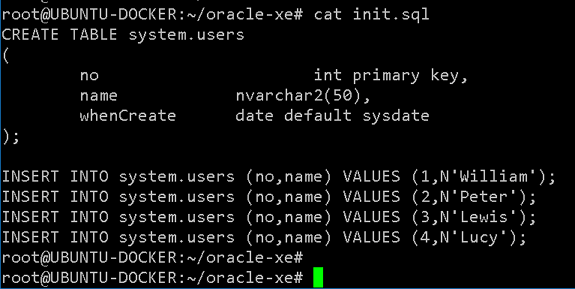 root@UBUNTU-DOCKER:~/oracle-xe# cat init.sql
CREATE TABLE system.users
(
        no                  int primary key,
        name            nvarchar2(50),
        whenCreate      date default sysdate
);

INSERT INTO system.users (no,name) VALUES (1,N'William');
INSERT INTO system.users (no,name) VALUES (2,N'Peter');
INSERT INTO system.users (no,name) VALUES (3,N'Lewis');
INSERT INTO system.users (no,name) VALUES (4,N'Lucy');
root@UBUNTU-DOCKER:~/oracle-xe#
root@UBUNTU-DOCKER:~/oracle-xe#